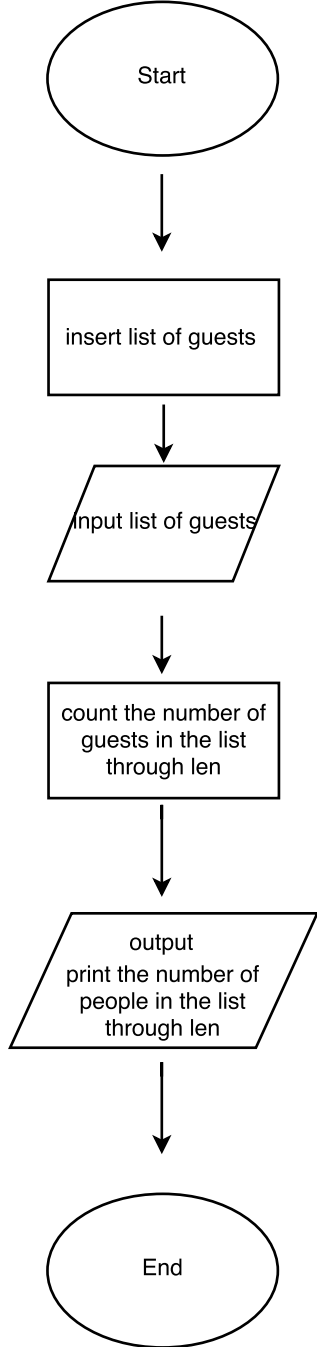 Start
insert list of guests
input list of guests
count the number of
guests in the list
through len
output
print the number of
people in the list
through len
End